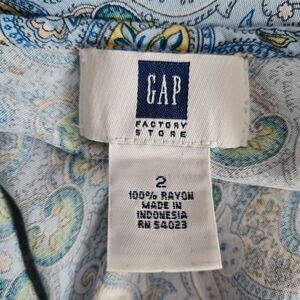 GAP
FACTORY
STORE
2
100% RAYON
MADE IN
INDONESIA
RN 54023